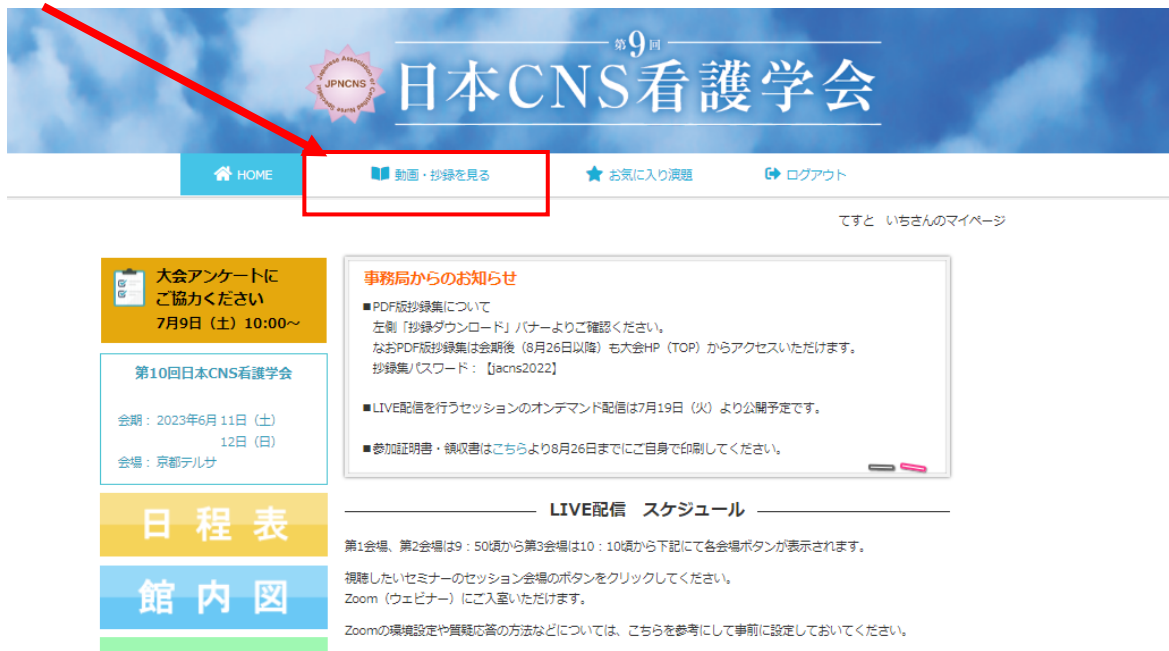 第9回
JPNCNS
日本CNS看護学会
HOME
動画・抄録を見る
お気に入り演題
ログアウト
てすと いちさんのマイページ
大会アンケートに
ご協力ください
7月9日（土）10:00～
第10回日本CNS看護学会
会期：2023年6月11日（土）
12日（日）
会場：京都テルサ
日程表
館内図
事務局からのお知らせ
■PDF版抄録集について
左側「抄録ダウンロード」バナーよりご確認ください。
なおPDF版抄録集は会期後（8月26日以降）も大会HP（TOP）からアクセスいただけます。
抄録集パスワード：【jacns2022】
■LIVE配信を行うセッションのオンデマンド配信は7月19日（火）より公開予定です。
■参加証明書・領収書はこちらより8月26日までにご自身で印刷してください。
LIVE配信 スケジュール
第1会場、第2会場は9：50頃から第3会場は10：10頃から下記にて各会場ボタンが表示されます。
視聴したいセミナーのセッション会場のボタンをクリックしてください。
Zoom（ウェビナー）にご入室いただけます。
Zoomの環境設定や質疑応答の方法などについては、こちらを参考にして事前に設定しておいてください。